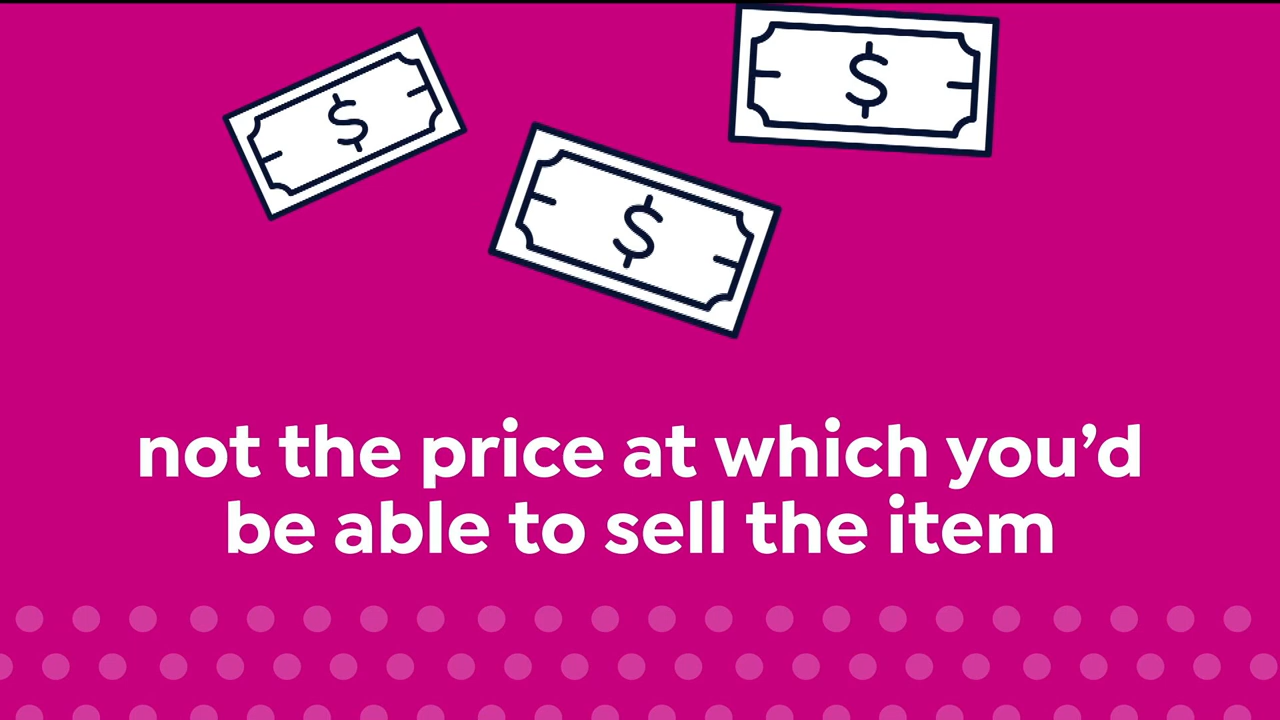 $
$
$
not the price at which you’d
be able to sell the item